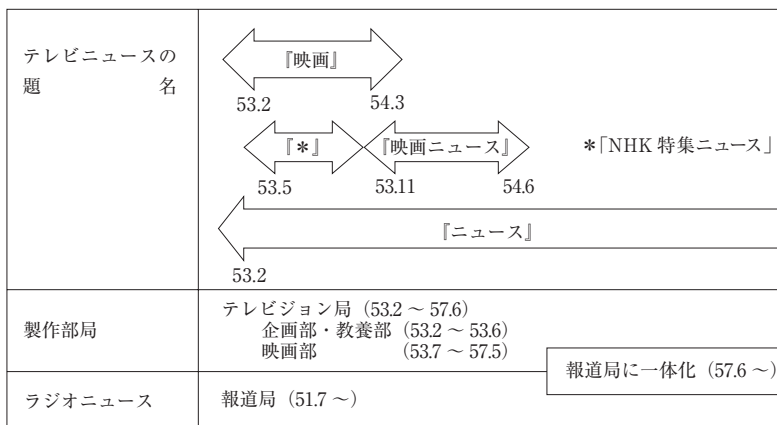 テレビニュースの
題名
『映画』
53.2 54.3
『＊』 『映画ニュース』 ＊「NHK 特集ニュース」
53.5 53.11 54.6
『ニュース』
53.2
製作部局
テレビジョン局（53.2 ～ 57.6）
企画部・教養部（53.2 ～ 53.6）
映画部 （53.7 ～ 57.5）
報道局に一体化（57.6 ～）
ラジオニュース 報道局（51.7 ～）